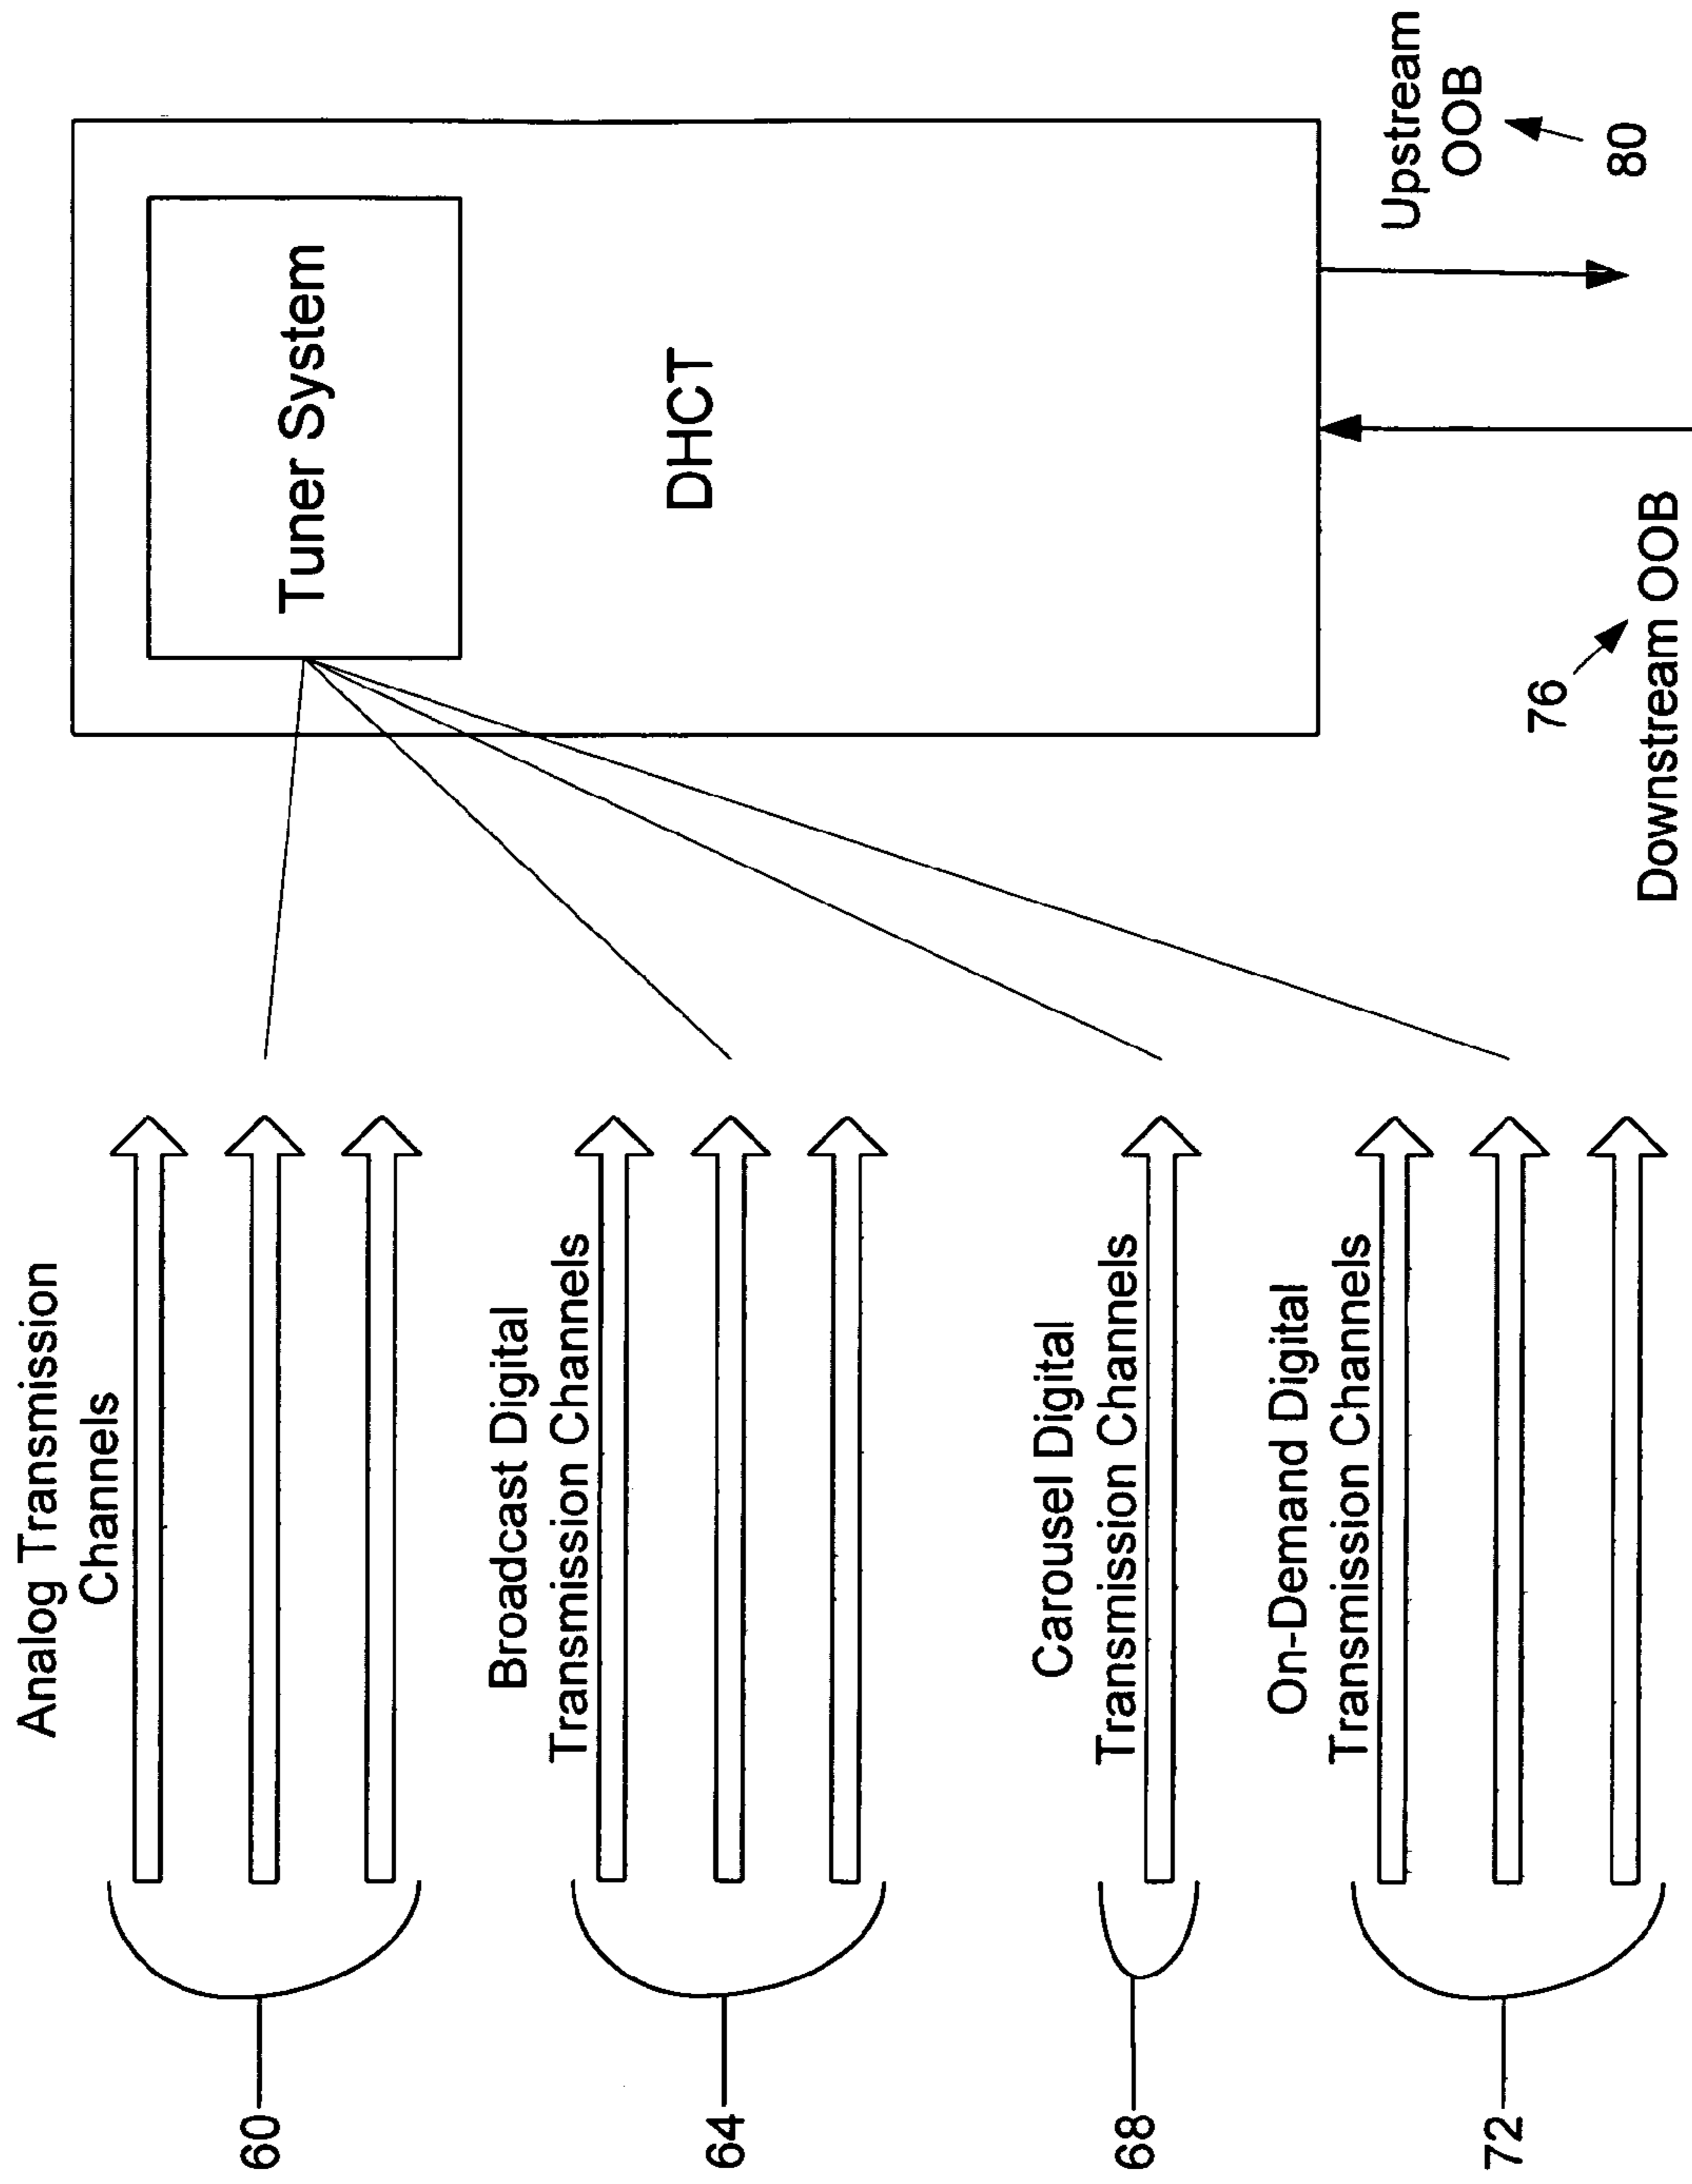 Analog Transmission
Channels
60
Broadcast Digital
Transmission Channels
64
Carousel Digital
Transmission Channels
68
On-Demand Digital
Transmission Channels
72
Tuner System
DHCT
76
Downstream OOB
Upstream
OOB
80